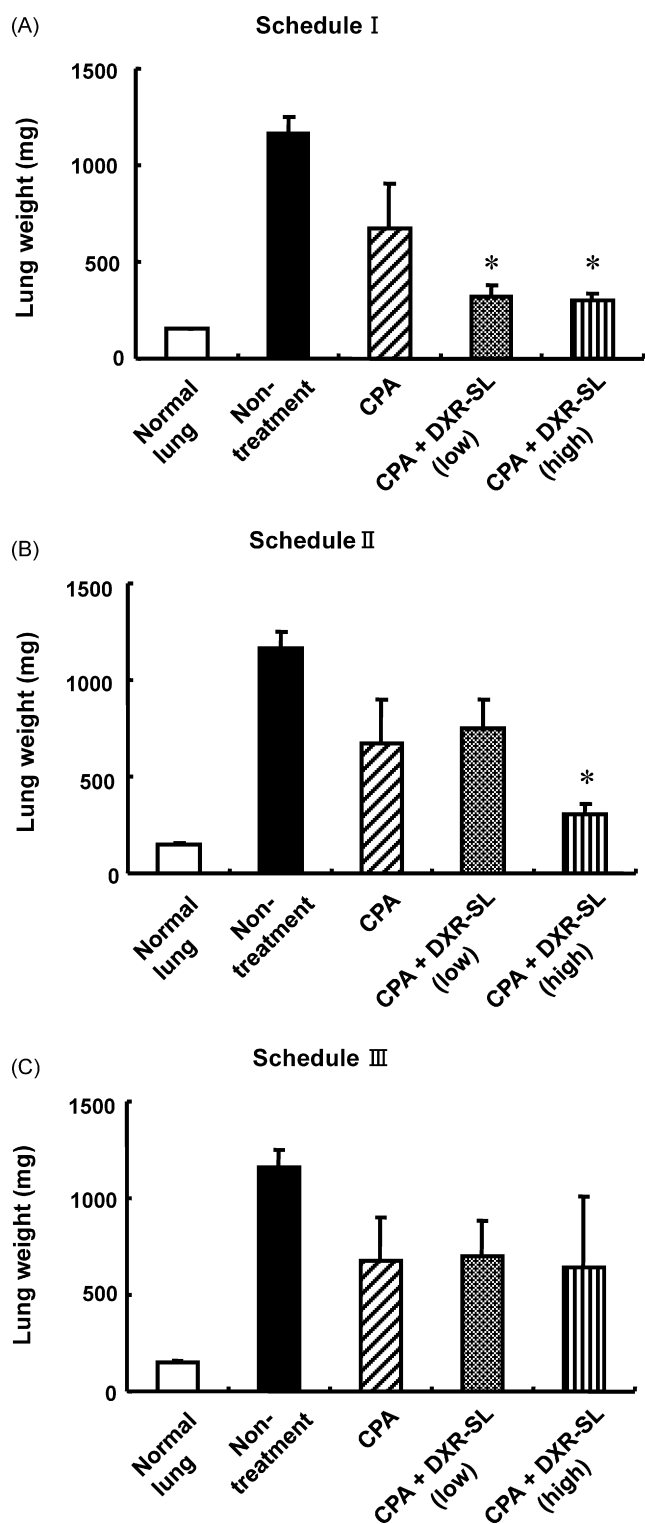 (A)
Schedule Ⅰ
Lung weight (mg)
1500
1000
500
0
*
*
Normal
lung
Non-
treatment
CPA
CPA + DXR-SL
(low)
CPA + DXR-SL
(high)
(B)
Schedule Ⅱ
Lung weight (mg)
1500
1000
500
0
*
Normal
lung
Non-
treatment
CPA
CPA + DXR-SL
(low)
CPA + DXR-SL
(high)
(C)
Schedule Ⅲ
Lung weight (mg)
1500
1000
500
0
Normal
lung
Non-
treatment
CPA
CPA + DXR-SL
(low)
CPA + DXR-SL
(high)